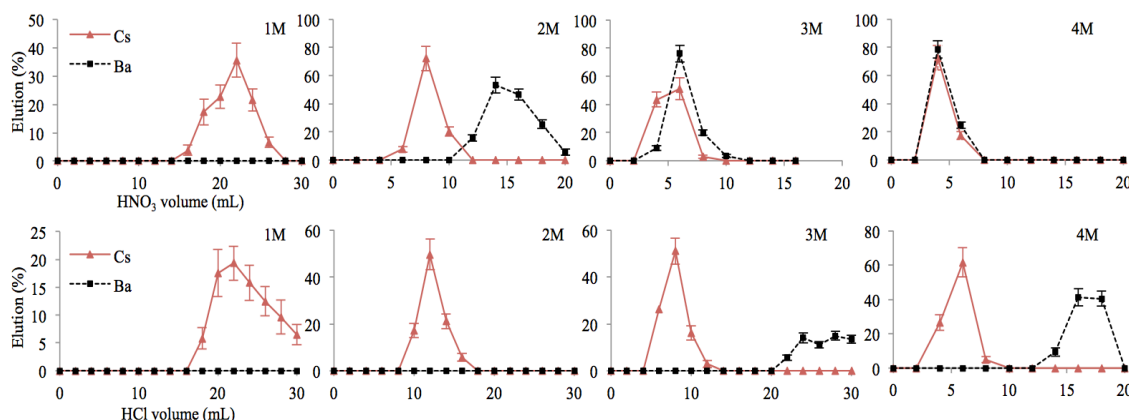 50 1M 100 2M 100 3M 100 4M
40 Cs 80 80 80
30 Ba 60 60 60
20 40 40 40
10 20 20 20
0 0 0 0
Elution (%)
0 10 20 30 0 5 10 15 20 0 5 10 15 20 0 5 10 15 20
HNO3 volume (mL)
25 1M 60 2M 60 3M 80 4M
20 Cs 60
15 Ba 40 40 40
10
5 20 20 20
0 0 0 0
Elution (%)
0 10 20 30 0 10 20 30 0 10 20 30 0 5 10 15 20
HCl volume (mL)